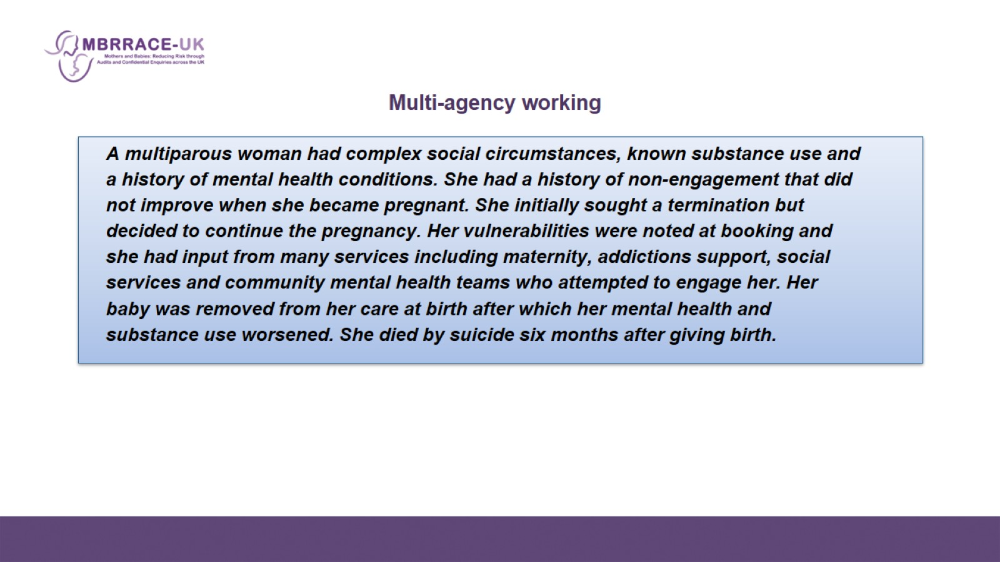 MBRRACE-UK
Mothers and Babies: Reducing Risk through
Audits and Confidential Enquiries across the UK
Multi-agency working
A multiparous woman had complex social circumstances, known substance use and
a history of mental health conditions. She had a history of non-engagement that did
not improve when she became pregnant. She initially sought a termination but
decided to continue the pregnancy. Her vulnerabilities were noted at booking and
she had input from many services including maternity, addictions support, social
services and community mental health teams who attempted to engage her. Her
baby was removed from her care at birth after which her mental health and
substance use worsened. She died by suicide six months after giving birth.